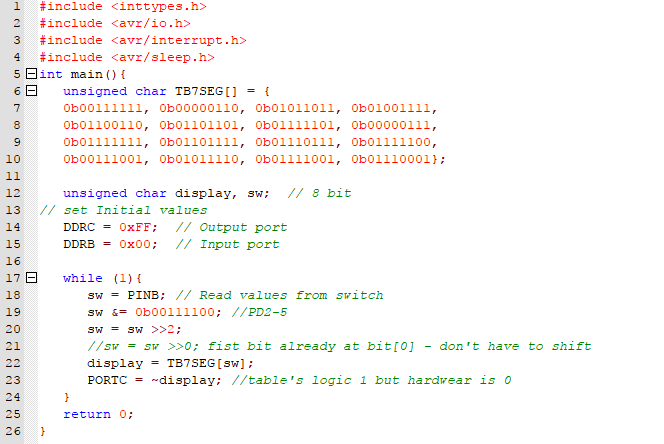 1 #include <inttypes.h>
2 #include <avr/io.h>
3 #include <avr/interrupt.h>
4 #include <avr/sleep.h>
5 int main(){
6 unsigned char TB7SEG[] = {
7 0b00111111, 0b00000110, 0b01011011, 0b01001111,
8 0b01100110, 0b01101101, 0b01111101, 0b00000111,
9 0b01111111, 0b01101111, 0b01110111, 0b01111100,
10 0b00111001, 0b01011110, 0b01111001, 0b01110001};
11
12 unsigned char display, sw; // 8 bit
13 // set Initial values
14 DDRC = 0xFF; // Output port
15 DDRB = 0x00; // Input port
16
17 while (1){
18 sw = PINB; // Read values from switch
19 sw &= 0b00111100; //PD2-5
20 sw = sw >>2;
21 //sw = sw >>0; fist bit already at bit[0] - don't have to shift
22 display = TB7SEG[sw];
23 PORTC = ~display; //table's logic 1 but hardwear is 0
24 }
25 return 0;
26 }